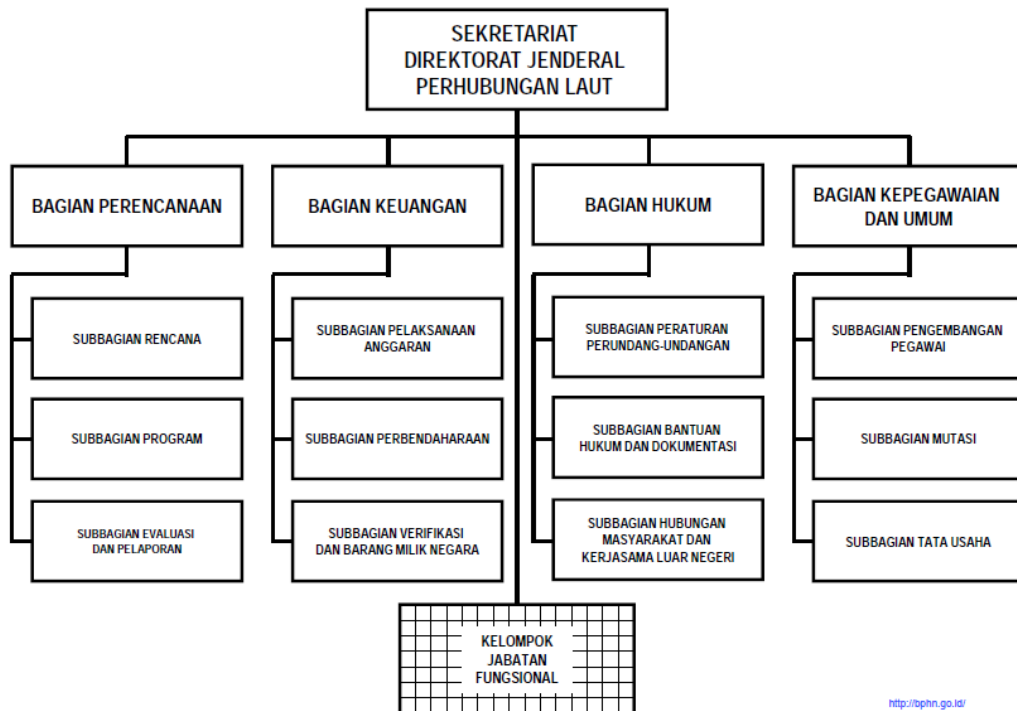 SEKRETARIAT
DIREKTORAT JENDERAL
PERHUBUNGAN LAUT
BAGIAN PERENCANAAN
BAGIAN KEUANGAN
BAGIAN HUKUM
BAGIAN KEPEGAWAIAN
DAN UMUM
SUBBAGIAN RENCANA
SUBBAGIAN PELAKSANAAN
ANGGARAN
SUBBAGIAN PERATURAN
PERUNDANG-UNDANGAN
SUBBAGIAN PENGEMBANGAN
PEGAWAI
SUBBAGIAN PROGRAM
SUBBAGIAN PERBENDAHARAAN
SUBBAGIAN BANTUAN
HUKUM DAN DOKUMENTASI
SUBBAGIAN MUTASI
SUBBAGIAN EVALUASI
DAN PELAPORAN
SUBBAGIAN VERIFIKASI
DAN BARANG MILIK NEGARA
SUBBAGIAN HUBUNGAN
MASYARAKAT DAN
KERJASAMA LUAR NEGERI
SUBBAGIAN TATA USAHA
KELOMPOK
JABATAN
FUNGSIONAL
http://bphn.go.id/